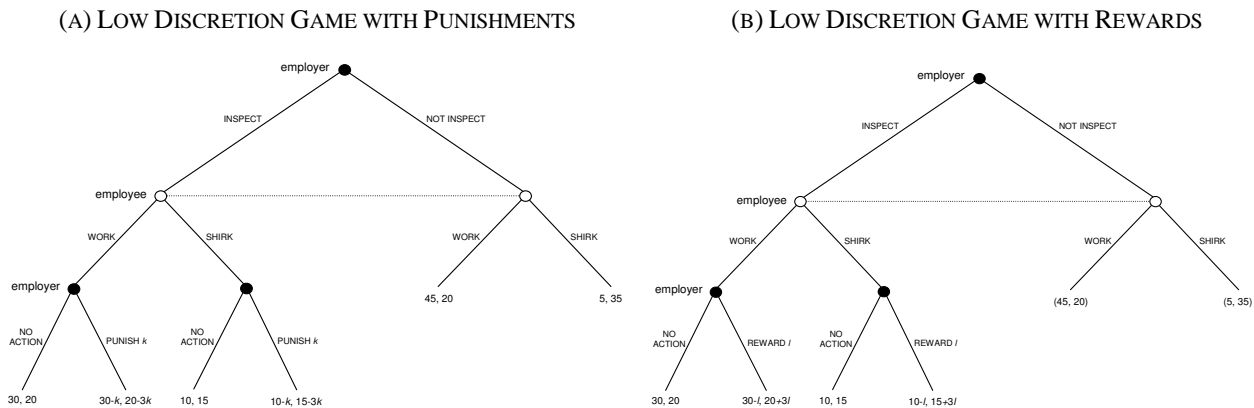 (A) LOW DISCRETION GAME WITH PUNISHMENTS
employer
INSPECT
NOT INSPECT
employee
WORK
SHIRK
WORK
SHIRK
employer
45, 20
5, 35
NO
ACTION
PUNISH k
NO
ACTION
PUNISH k
30, 20
30-k, 20-3k
10, 15
10-k, 15-3k
(B) LOW DISCRETION GAME WITH REWARDS
employer
INSPECT
NOT INSPECT
employee
WORK
SHIRK
WORK
SHIRK
employer
(45, 20)
(5, 35)
NO
ACTION
REWARD l
NO
ACTION
REWARD l
30, 20
30-l, 20+3l
10, 15
10-l, 15+3l